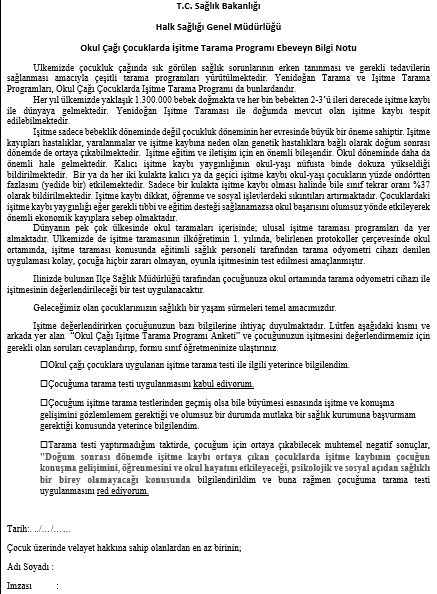 T.C. Sağlık Bakanlığı
Halk Sağlığı Genel Müdürlüğü
Okul Çağı Çocuklarda İşitme Tarama Programı Ebeveyn Bilgi Notu
Ülkemizde çocukluk çağında sık görülen sağlık sorunlarının erken tanınması ve gerekli tedavilerin
sağlanması amacıyla çeşitli tarama programları yürütülmektedir. Yenidoğan Tarama ve İşitme Tarama
Programları, Okul Çağı Çocuklarda İşitme Tarama Programı da bunlardandır.
Her yıl ülkemizde yaklaşık 1.300.000 bebek doğmakta ve her bin bebekten 2-3'ü ileri derecede işitme kaybı
ile dünyaya gelmektedir. Yenidoğan İşitme Taraması ile doğumda mevcut olan işitme kaybı tespit
edilebilmektedir.
İşitme sadece bebeklik döneminde değil çocukluk döneminin her evresinde büyük bir öneme sahiptir. İşitme
kayıpları hastalıklar, yaralanmalar ve işitme kaybına neden olan genetik hastalıklara bağlı olarak doğum sonrası
dönemde de ortaya çıkabilmektedir. İşitme eğitim ve iletişim için en önemli bileşendir. Okul döneminde daha da
önemli hale gelmektedir. Kalıcı işitme kaybı yenidoğanlarda binde 2-3 iken okul-yaşı nüfusta binde dokuza yükseldiği
bildirilmektedir. Bir ya da her iki kulakta kalıcı ya da geçici işitme kaybı okul-yaşı çocukların yüzde ondörtten
fazlasını (yedide bir) etkilemektedir. Sadece bir kulakta işitme kaybı olması halinde bile sınıf tekrar oranı %37
olarak bildirilmektedir. İşitme kaybı dikkat, öğrenme ve sosyal işlevlerdeki sıkıntıları artırmaktadır. Çocuklardaki
işitme kaybı yaygınlığı eğer gerekli tıbbi ve eğitim desteği sağlanamazsa okul başarısını olumsuz yönde etkileyerek
önemli ekonomik kayıplara sebep olmaktadır.
Dünyanın pek çok ülkesinde okul taramaları içerisinde; ulusal işitme taraması programları da yer
almaktadır. Ülkemizde de işitme taramasının ilköğretimin 1. yılında, belirlenen protokoller çerçevesinde okul
ortamında, işitme taraması konusunda eğitimli sağlık personeli tarafından tarama odyometri cihazı denilen
uygulaması kolay, çocuğa hiçbir zararı olmayan, oyunla işitmesinin test edilmesi amaçlanmıştır.
İlinizde bulunan İlçe Sağlık Müdürlüğü tarafından çocuğunuza okul ortamında tarama odyometri cihazı ile
işitmesinin değerlendirileceği bir test uygulanacaktır.
Geleceğimiz olan çocuklarımızın sağlıklı bir yaşam sürmeleri temel amacımızdır.
İşitme değerlendirirken çocuğunuzun bazı bilgilerine ihtiyaç duyulmaktadır. Lütfen aşağıdaki kısmı ve
arkada yer alan "Okul Çağı İşitme Tarama Programı Anketi" ve çocuğunuzun işitmesini değerlendirmemiz için
gerekli olan soruları cevaplandırıp, formu sınıf öğretmeninize ulaştırınız.
☐Okul çağı çocuklara uygulanan işitme tarama testi ile ilgili yeterince bilgilendim.
☐Çocuğuma tarama testi uygulanmasını kabul ediyorum.
☐Çocuğum işitme tarama testlerinden geçmiş olsa bile büyümesi esnasında işitme ve konuşma
gelişimini gözlemlemem gerektiği ve olumsuz bir durumda mutlaka bir sağlık kurumuna başvurmam
gerektiği konusunda yeterince bilgilendim.
☐Tarama testi yaptırmadığım taktirde, çocuğum için ortaya çıkabilecek muhtemel negatif sonuçlar,
"Doğum sonrası dönemde işitme kaybı ortaya çıkan çocuklarda işitme kaybının çocuğun
konuşma gelişimini, öğrenmesini ve okul hayatını etkileyeceği, psikolojik ve sosyal açıdan sağlıklı
bir birey olamayacağı konusunda bilgilendirildim ve buna rağmen çocuğuma tarama testi
uygulanmasını red ediyorum.
Tarih:. ../…/……
Çocuk üzerinde velayet hakkına sahip olanlardan en az birinin;
Adı Soyadı :
İmzası :